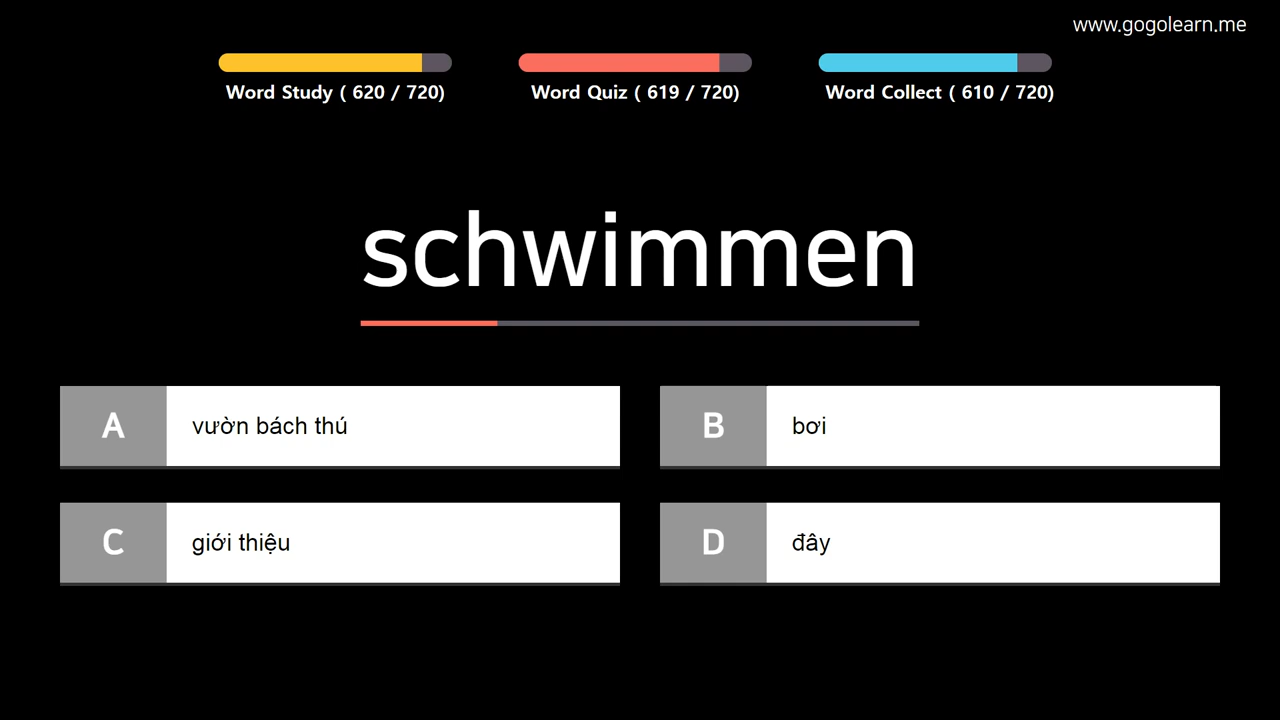 www.gogolearn.me
Word Study ( 620 / 720)
Word Quiz ( 619 / 720)
Word Collect ( 610 / 720)
schwimmen
A vườn bách thú
B bơi
C giới thiệu
D đây